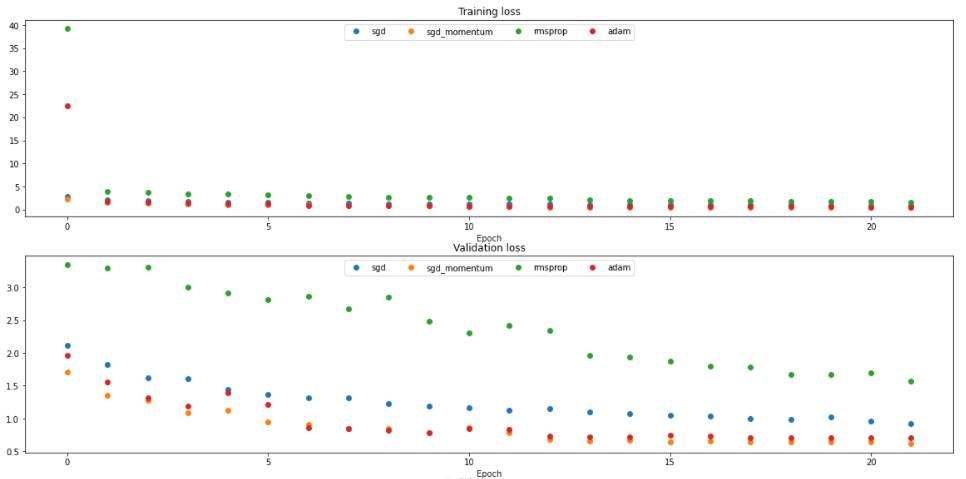 Training loss
sgd sgd_momentum rmsprop adam
40
35
30
25
20
15
10
5
0
0 5 10 15 20
Epoch
Validation loss
sgd sgd_momentum rmsprop adam
3.0
2.5
2.0
1.5
1.0
0.5
0 5 10 15 20
Epoch